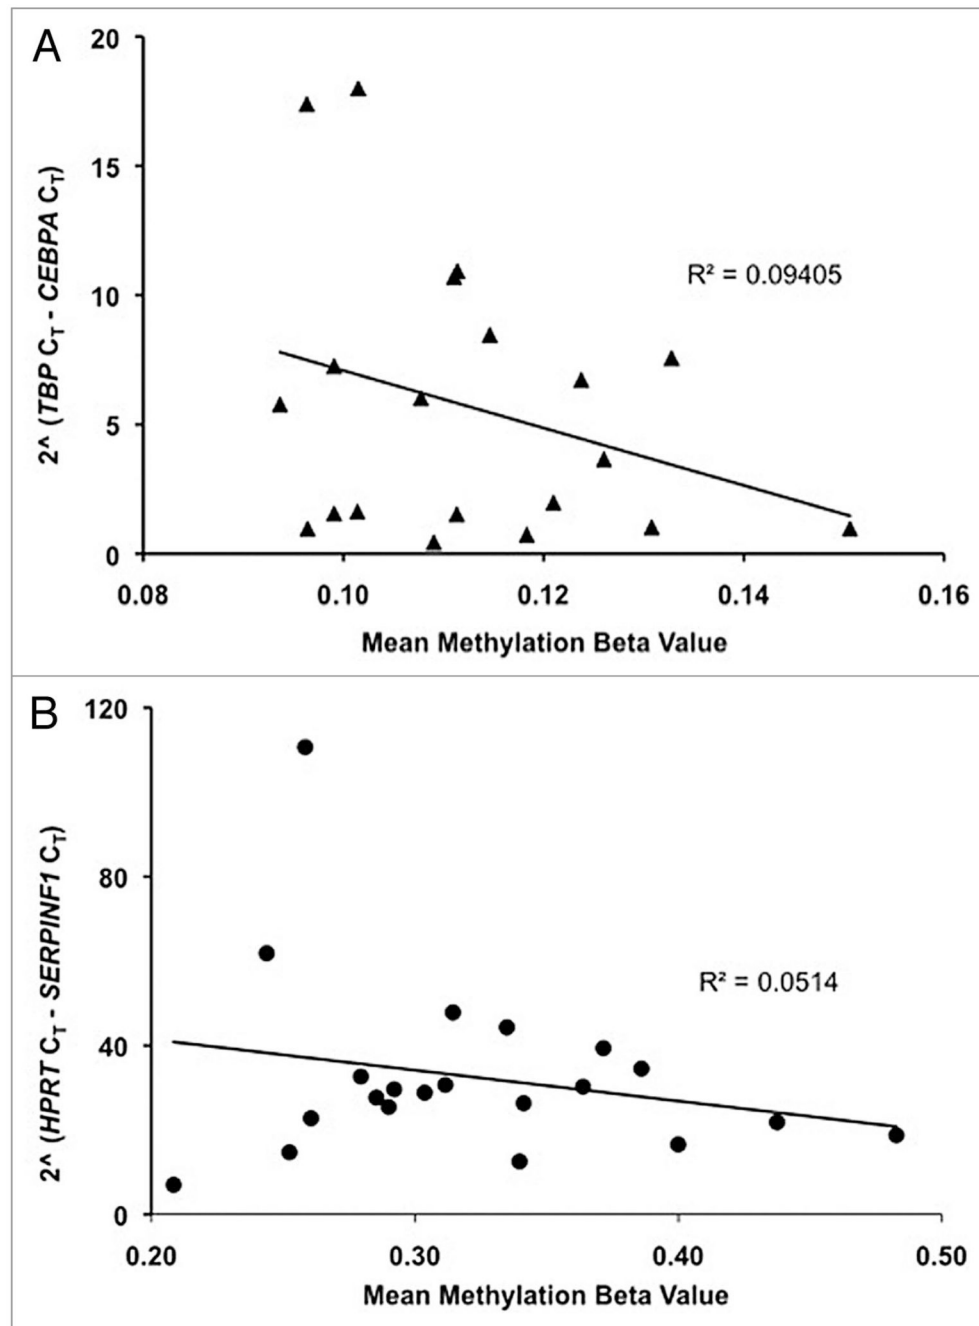 A
20
15
10
5
0
2^ (TBP CT - CEBPA CT)
R² = 0.09405
0.08 0.10 0.12 0.14 0.16
Mean Methylation Beta Value
B
120
80
40
0
2^ (HPRT CT - SERPINF1 CT)
R² = 0.0514
0.20 0.30 0.40 0.50
Mean Methylation Beta Value